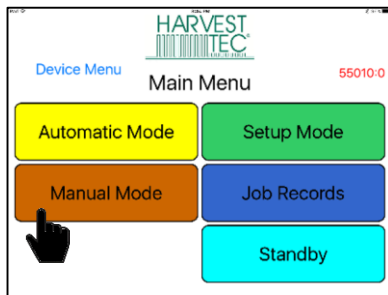 HARVEST
TEC
Device Menu
Main Menu
55010:0
Automatic Mode
Setup Mode
Manual Mode
Job Records
Standby